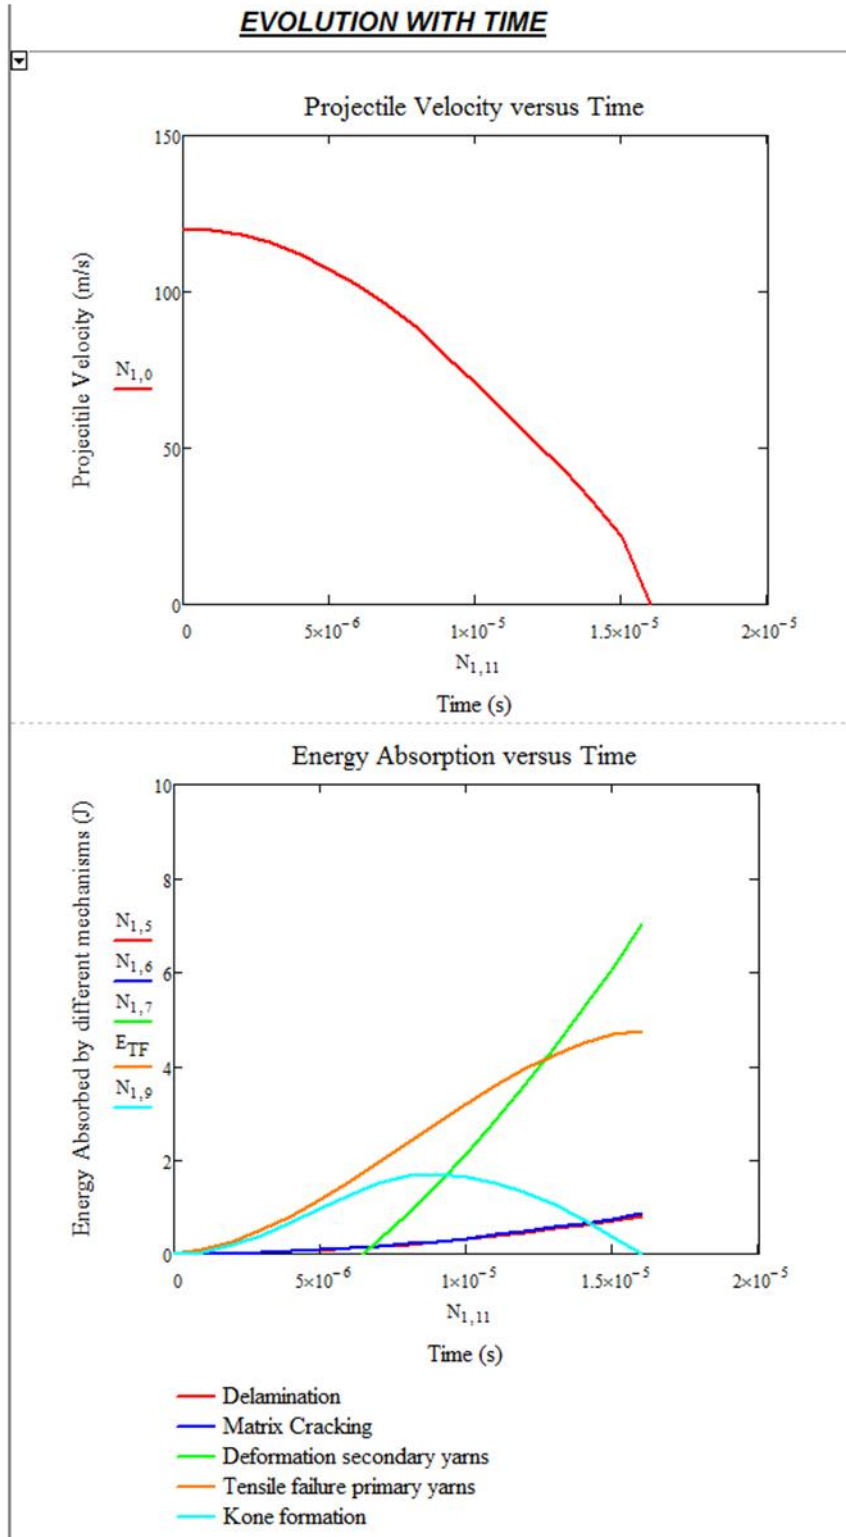 EVOLUTION WITH TIME
Projectile Velocity versus Time
Projecitile Velocity (m/s)
N1,0
150
100
50
0
0
5×10⁻⁶
1×10⁻⁵
1.5×10⁻⁵
2×10⁻⁵
N1,11
Time (s)
Energy Absorption versus Time
Energy Absorbed by different mechanisms (J)
N1,5
N1,6
N1,7
ETF
N1,9
10
8
6
4
2
0
0
5×10⁻⁶
1×10⁻⁵
1.5×10⁻⁵
2×10⁻⁵
N1,11
Time (s)
Delamination
Matrix Cracking
Deformation secondary yarns
Tensile failure primary yarns
Kone formation